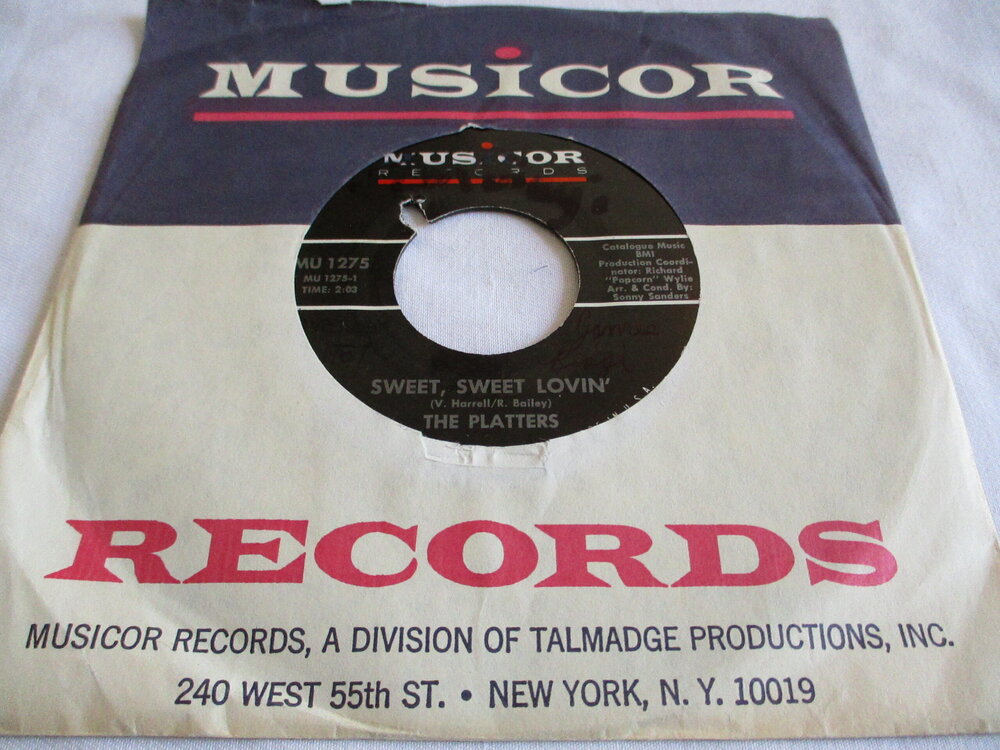 MUSICOR
MUSICOR
RECORDS
MU 1275
MU 1275-1
TIME: 2:03
Catalogue Music
BMI
Production Coordi-
nator: Richard
"Popcorn" Wylie
Arr. & Cond. By:
Sonny Sanders
SWEET, SWEET LOVIN'
(V. Harrell/R. Bailey)
THE PLATTERS
RECORDS
MUSICOR RECORDS, A DIVISION OF TALMADGE PRODUCTIONS, INC.
240 WEST 55th ST. • NEW YORK, N. Y. 10019